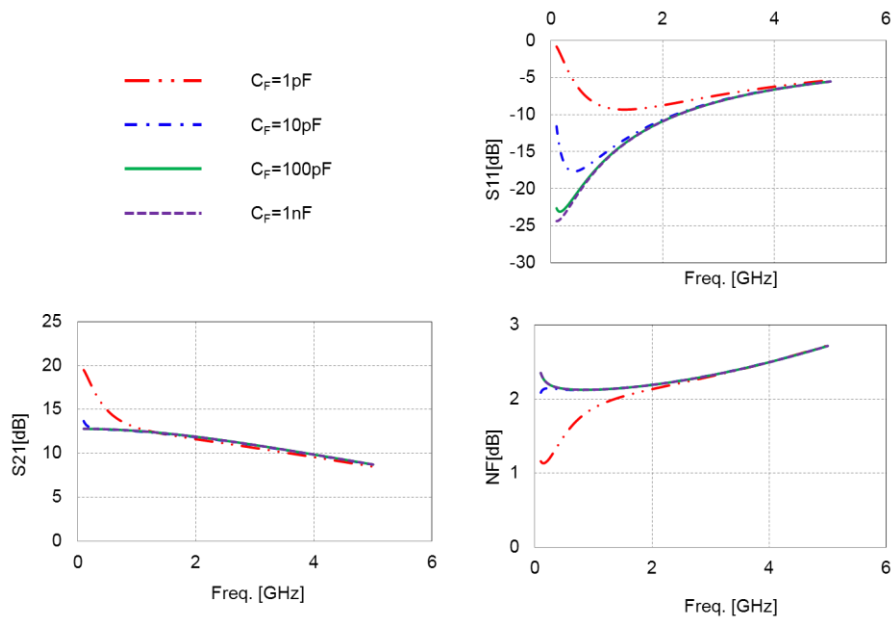 C_F=1pF
C_F=10pF
C_F=100pF
C_F=1nF
0 2 4 6
0
-5
-10
-15
-20
-25
-30
S11[dB]
Freq. [GHz]
25
20
15
10
5
0
S21[dB]
0 2 4 6
Freq. [GHz]
3
2
1
0
NF[dB]
0 2 4 6
Freq. [GHz]